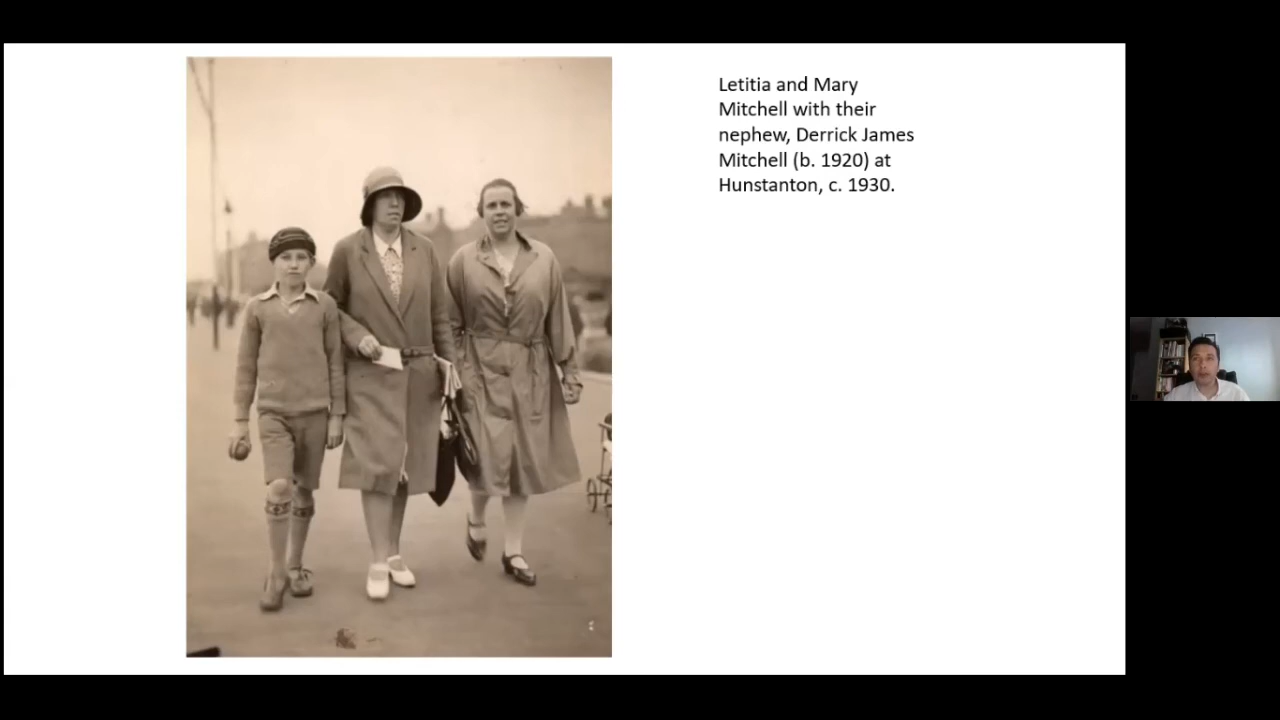 Letitia and Mary
Mitchell with their
nephew, Derrick James
Mitchell (b. 1920) at
Hunstanton, c. 1930.